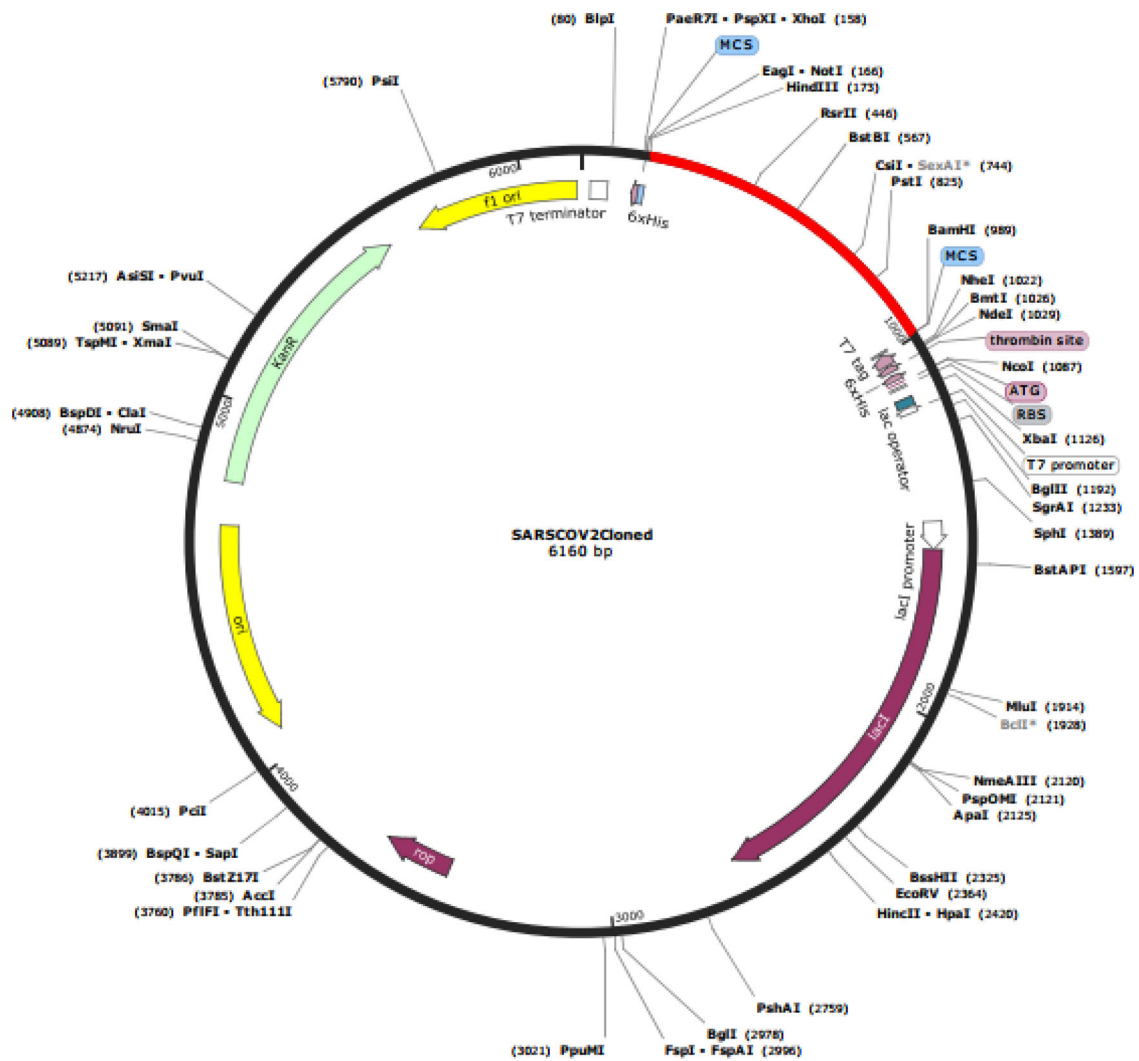 (80) BlpI
PaeR7I • PspXI • XhoI (158)
MCS
EagI • NotI (166)
HindIII (173)
RsrII (446)
BstBI (567)
CsiI • SexAI* (744)
PstI (825)
BamHI (989)
MCS
NheI (1022)
BmtI (1026)
NdeI (1029)
thrombin site
NcoI (1087)
ATG
RBS
XbaI (1126)
T7 promoter
BglII (1192)
SgrAI (1233)
SphI (1389)
BstAPI (1597)
MluI (1914)
BclI* (1928)
NmeAIII (2120)
PspOMI (2121)
ApaI (2125)
BssHII (2325)
EcoRV (2364)
HincII • HpaI (2420)
PshAI (2759)
BglI (2978)
FspI • FspAI (2996)
(3021) PpuMI
(3760) PflFI • Tth111I
(3785) AccI
(3786) BstZ17I
(3899) BspQI • SapI
(4015) PciI
(4874) NruI
(4908) BspDI • ClaI
(5089) TspMI • XmaI
(5091) SmaI
(5217) AsiSI • PvuI
(5790) PsiI
6000
f1 ori
T7 terminator
6xHis
1000
T7 tag
6xHis
lac operator
lacI promoter
lacI
2000
3000
rop
4000
ori
5000
KanR
SARSCOV2Cloned
6160 bp